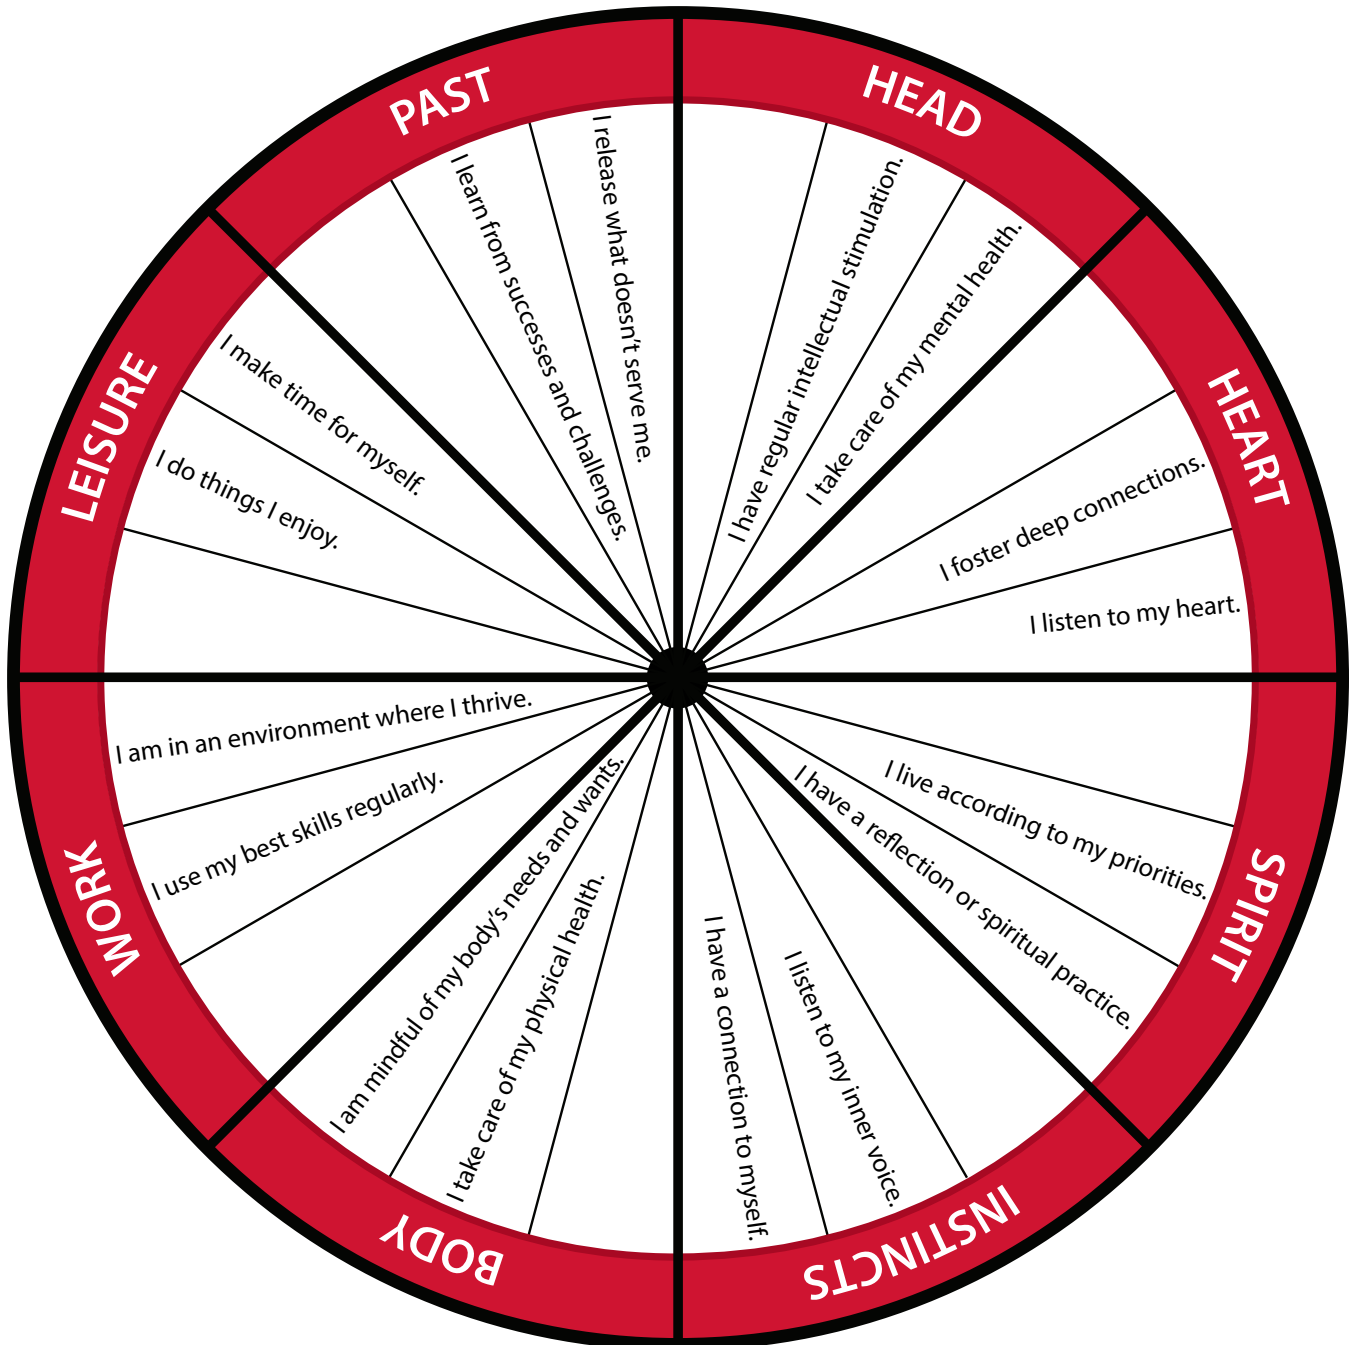 HEAD
I have regular intellectual stimulation.
I take care of my mental health.
HEART
I foster deep connections.
I listen to my heart.
SPIRIT
I live according to my priorities.
I have a reflection or spiritual practice.
INSTINCTS
I listen to my inner voice.
I have a connection to myself.
BODY
I take care of my physical health.
I am mindful of my body's needs and wants.
WORK
I use my best skills regularly.
I am in an environment where I thrive.
LEISURE
I do things I enjoy.
I make time for myself.
PAST
I learn from successes and challenges.
I release what doesn't serve me.